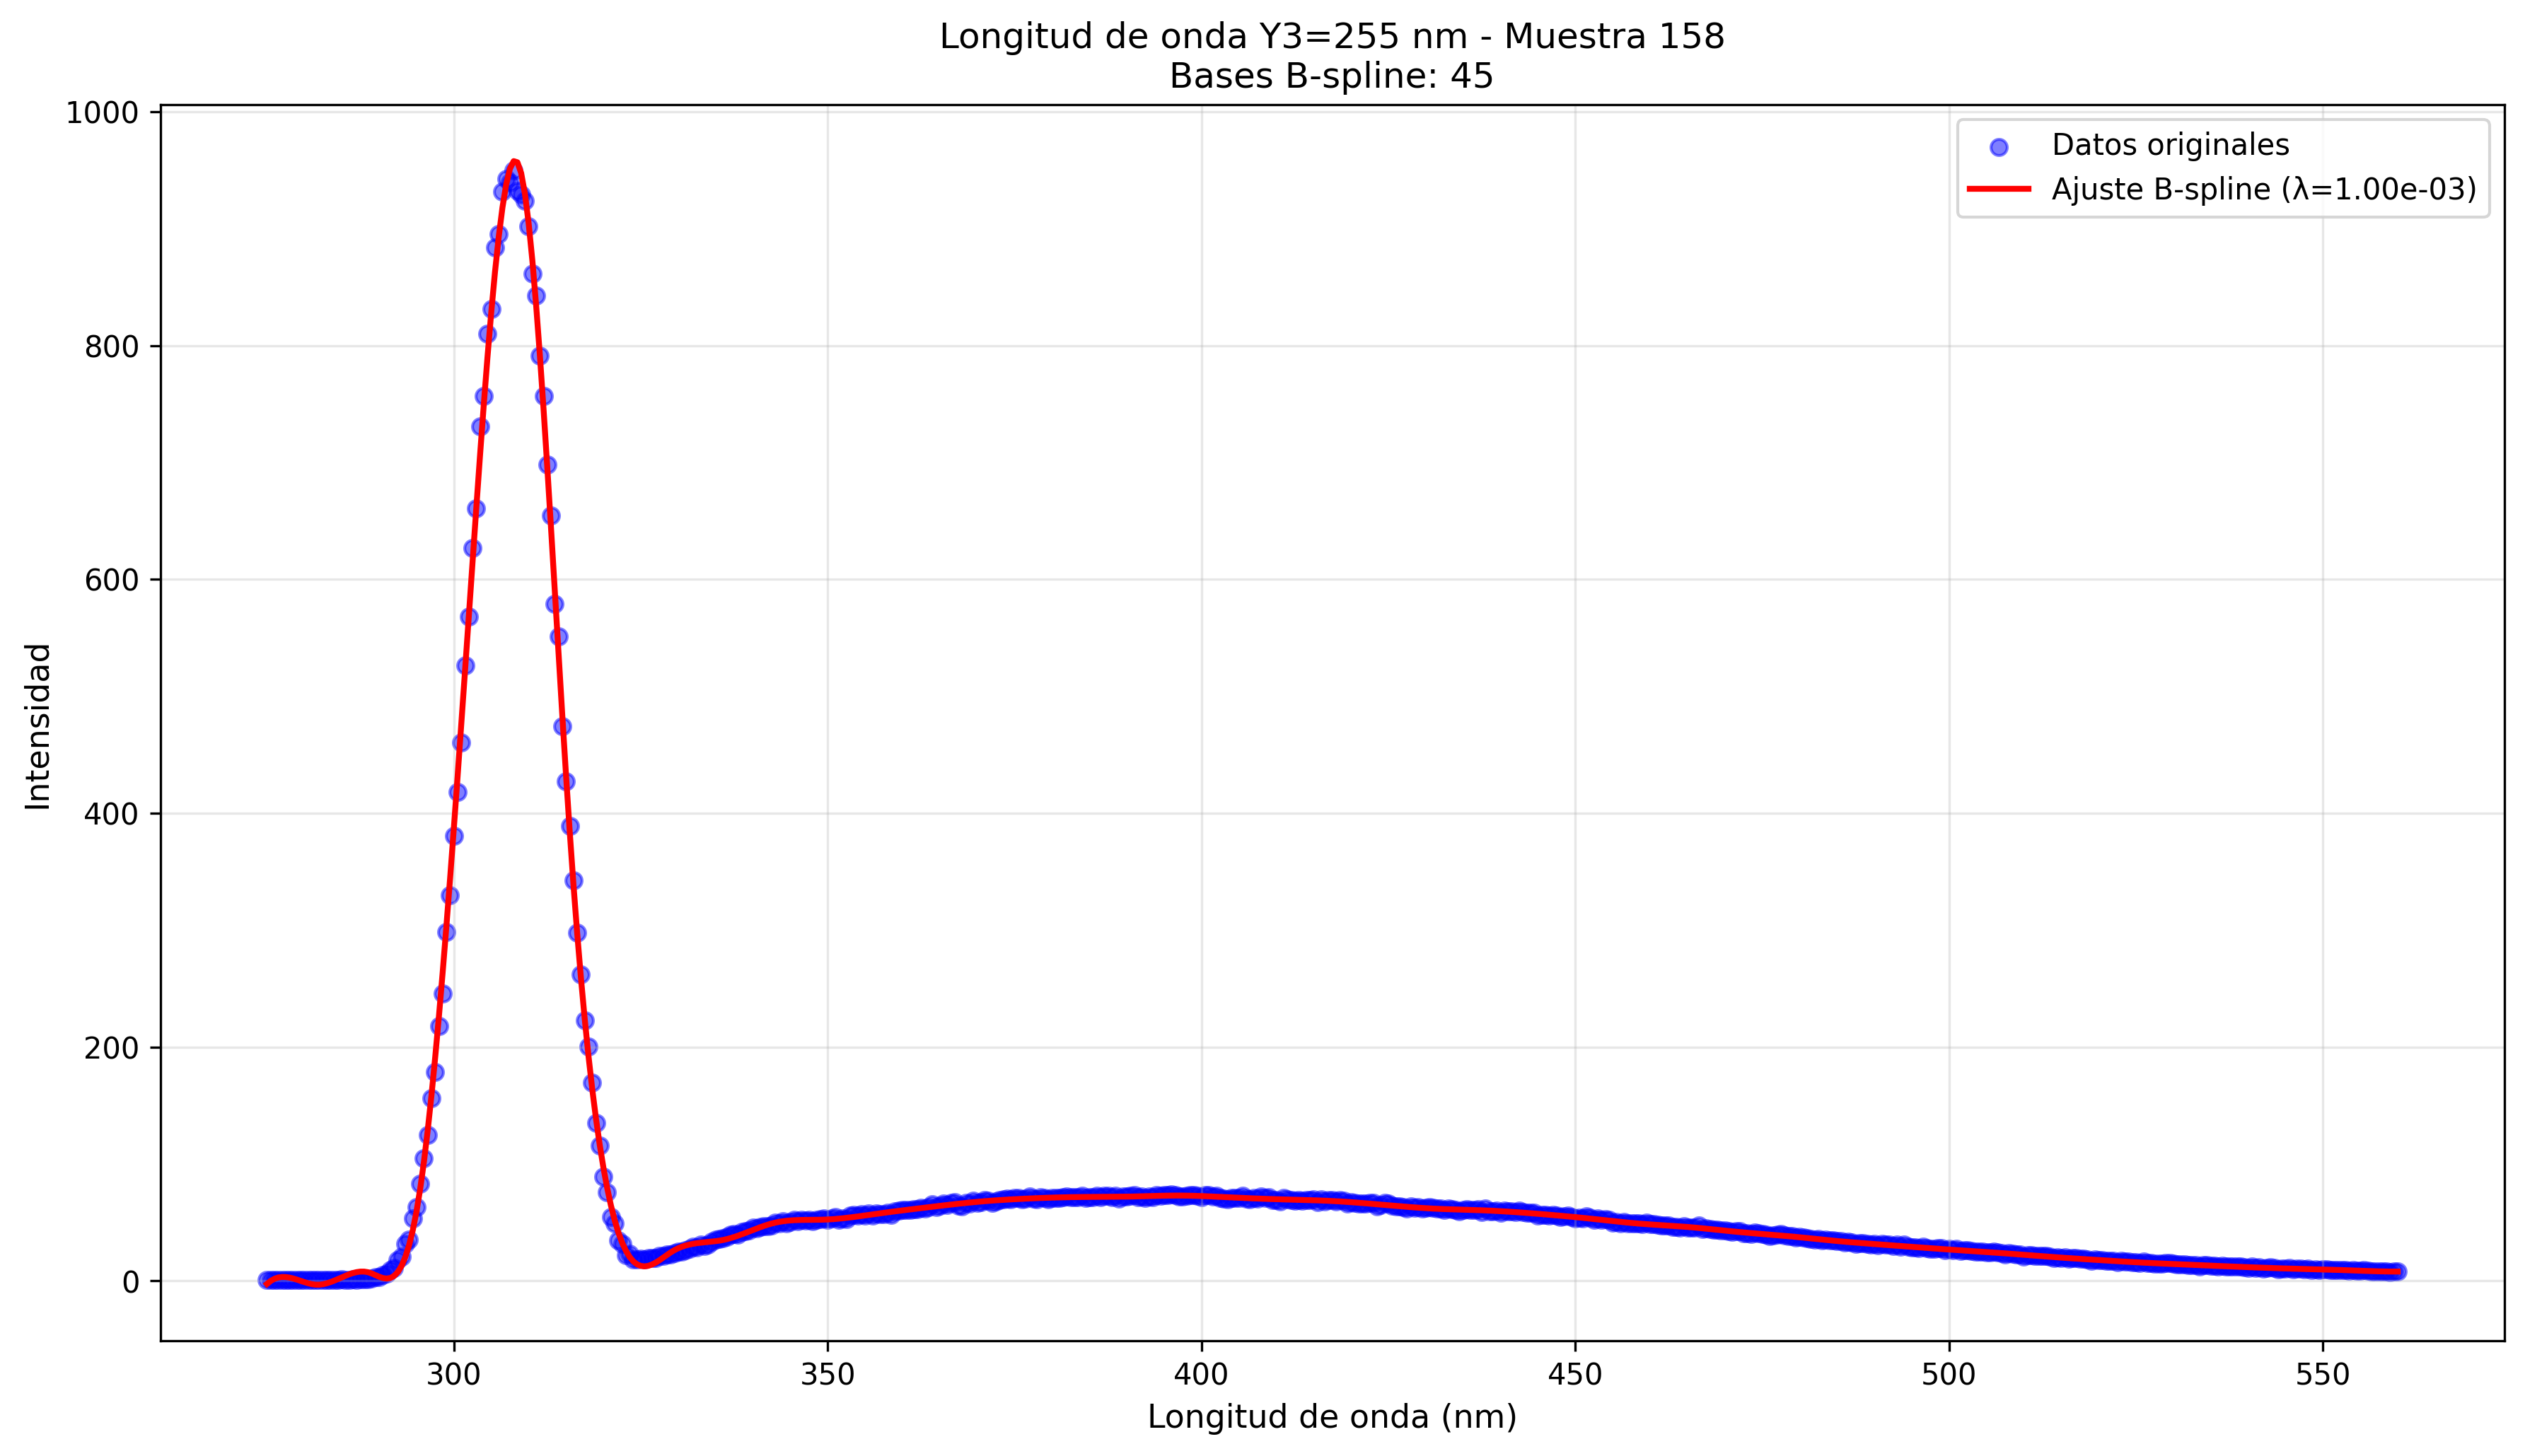 Longitud de onda Y3=255 nm - Muestra 158
Bases B-spline: 45
1000
800
600
400
200
0
Intensidad
Datos originales
Ajuste B-spline (λ=1.00e-03)
300
350
400
450
500
550
Longitud de onda (nm)